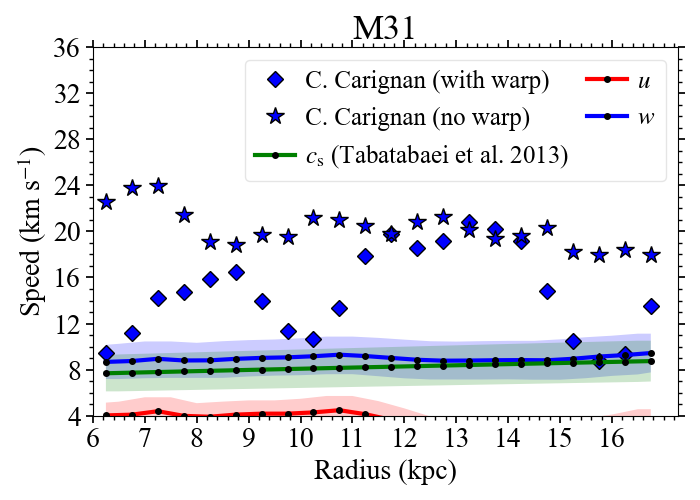 M31
36
32
28
24
20
16
12
8
4
Speed (km s⁻¹)
C. Carignan (with warp)
C. Carignan (no warp)
cₛ (Tabatabaei et al. 2013)
u
w
6 7 8 9 10 11 12 13 14 15 16
Radius (kpc)